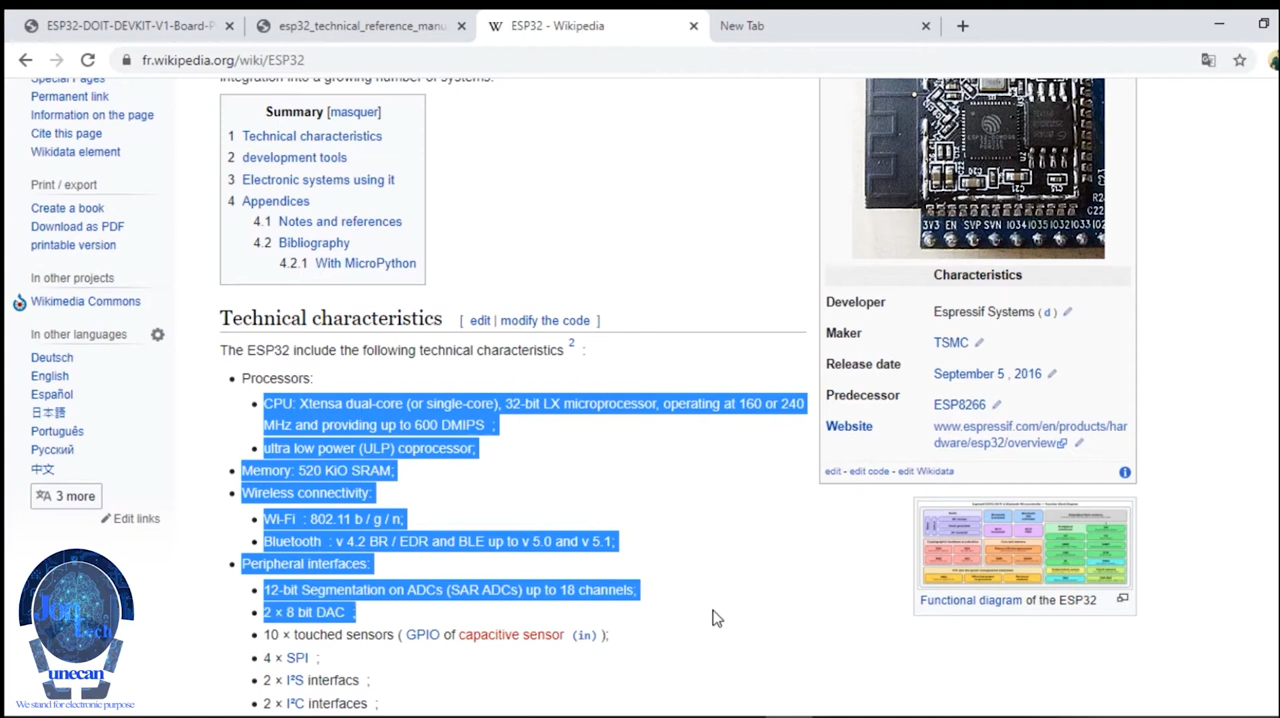 ESP32-DOIT-DEVKIT-V1-Board-P
esp32_technical_reference_manu
W ESP32 - Wikipedia
New Tab
fr.wikipedia.org/wiki/ESP32
Special Pages
Permanent link
Information on the page
Cite this page
Wikidata element
Print / export
Create a book
Download as PDF
printable version
In other projects
Wikimedia Commons
In other languages
Deutsch
English
Español
日本語
Português
Русский
中文
3 more
Edit links
integration into a growing number of systems.
Summary [masquer]
1 Technical characteristics
2 development tools
3 Electronic systems using it
4 Appendices
4.1 Notes and references
4.2 Bibliography
4.2.1 With MicroPython
Technical characteristics [ edit | modify the code ]
The ESP32 include the following technical characteristics 2 :
• Processors:
• CPU: Xtensa dual-core (or single-core), 32-bit LX microprocessor, operating at 160 or 240
MHz and providing up to 600 DMIPS ;
• ultra low power (ULP) coprocessor;
• Memory: 520 KiO SRAM;
• Wireless connectivity:
• Wi-Fi : 802.11 b / g / n;
• Bluetooth : v 4.2 BR / EDR and BLE up to v 5.0 and v 5.1;
• Peripheral interfaces:
• 12-bit Segmentation on ADCs (SAR ADCs) up to 18 channels;
• 2 × 8 bit DAC ;
• 10 × touched sensors ( GPIO of capacitive sensor (in) );
• 4 × SPI ;
• 2 × I²S interfacs ;
• 2 × I²C interfaces ;
3V3 EN SVP SVN IO34 IO35 IO32 IO33
Characteristics
Developer Espressif Systems ( d )
Maker TSMC
Release date September 5 , 2016
Predecessor ESP8266
Website www.espressif.com/en/products/har
dware/esp32/overview
edit - edit code - edit Wikidata
Functional diagram of the ESP32
Jon
Tech
unecan
We stand for electronic purpose